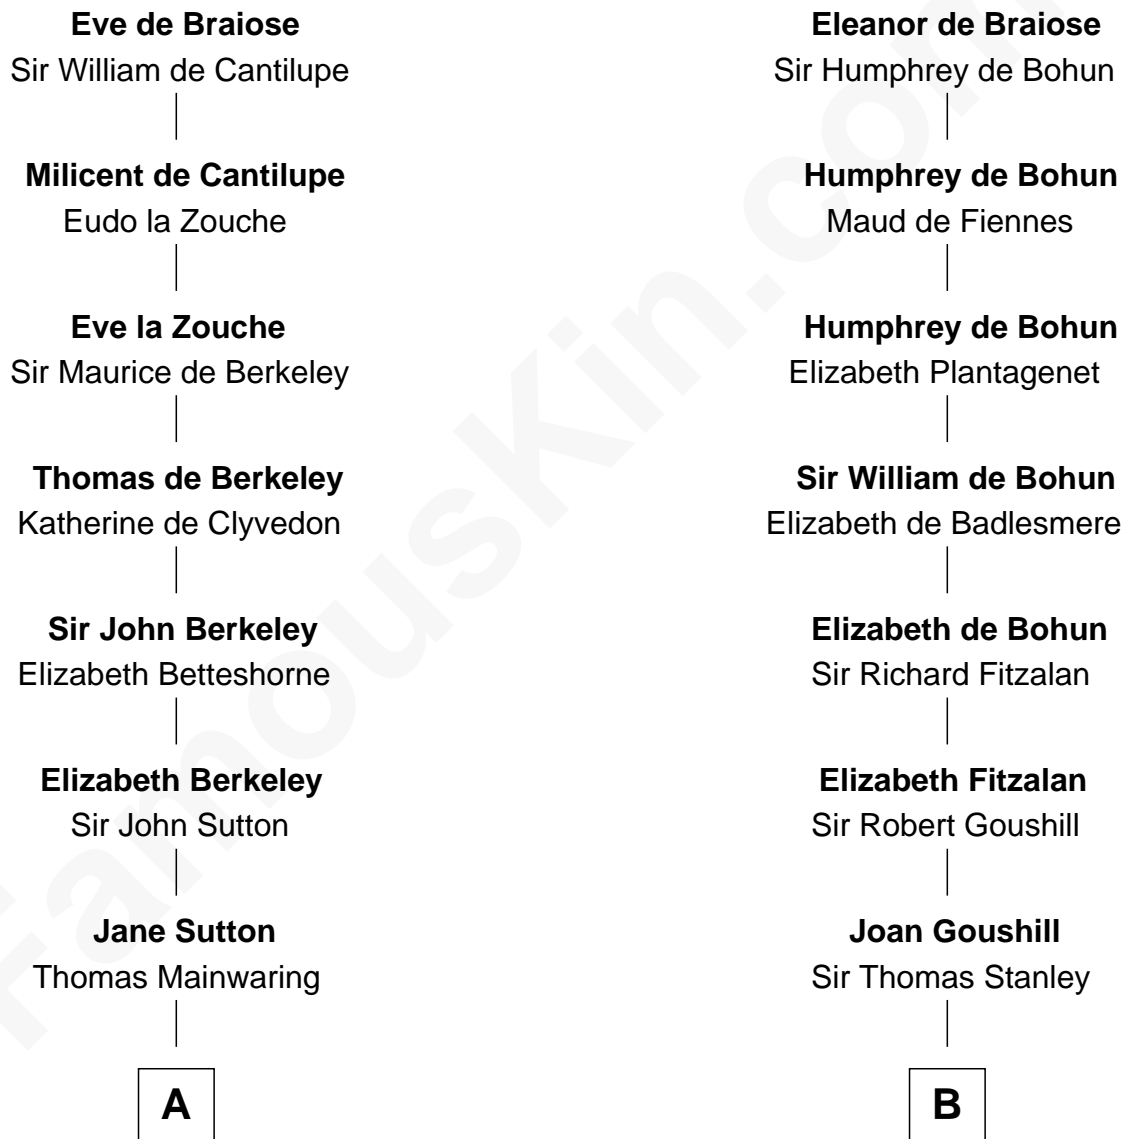 Eve de Braiose
Sir William de Cantilupe
Milicent de Cantilupe
Eudo la Zouche
Eve la Zouche
Sir Maurice de Berkeley
Thomas de Berkeley
Katherine de Clyvedon
Sir John Berkeley
Elizabeth Betteshorne
Elizabeth Berkeley
Sir John Sutton
Jane Sutton
Thomas Mainwaring
A
Eleanor de Braiose
Sir Humphrey de Bohun
Humphrey de Bohun
Maud de Fiennes
Humphrey de Bohun
Elizabeth Plantagenet
Sir William de Bohun
Elizabeth de Badlesmere
Elizabeth de Bohun
Sir Richard Fitzalan
Elizabeth Fitzalan
Sir Robert Goushill
Joan Goushill
Sir Thomas Stanley
B
FamousKin.com